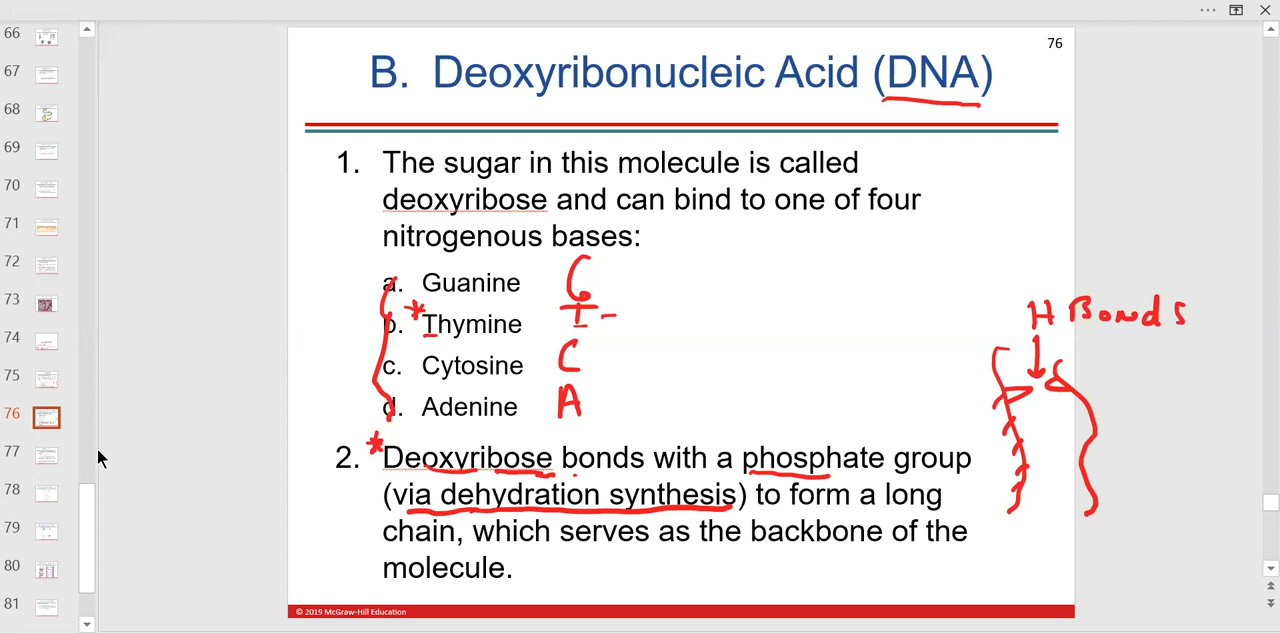 66
67
68
69
70
71
72
73
74
75
76
77
78
79
80
81
76
B. Deoxyribonucleic Acid (DNA)
1. The sugar in this molecule is called
deoxyribose and can bind to one of four
nitrogenous bases:
a. Guanine G
b. *Thymine T
c. Cytosine C
d. Adenine A
H Bonds
2. *Deoxyribose bonds with a phosphate group
(via dehydration synthesis) to form a long
chain, which serves as the backbone of the
molecule.
© 2019 McGraw-Hill Education